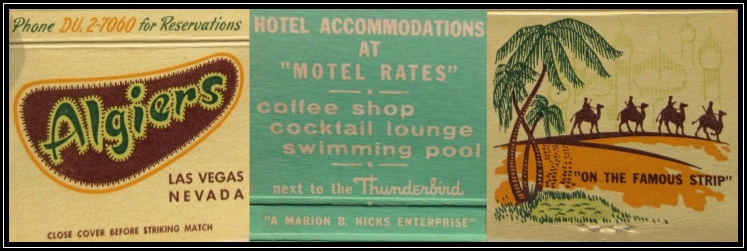 Phone DU. 2-7060 for Reservations
Algiers
LAS VEGAS
NEVADA
CLOSE COVER BEFORE STRIKING MATCH
HOTEL ACCOMMODATIONS
AT
"MOTEL RATES"
coffee shop
cocktail lounge
swimming pool
next to the Thunderbird
"A MARION B. HICKS ENTERPRISE"
"ON THE FAMOUS STRIP"